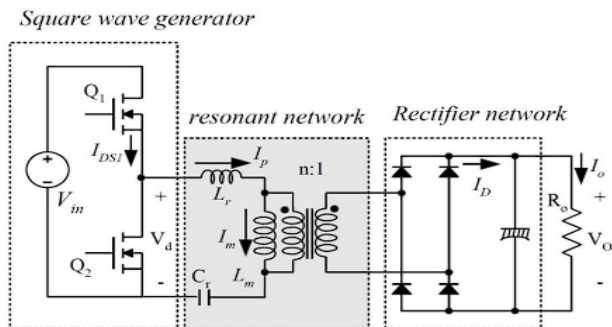 Square wave generator
resonant network
Rectifier network
Q1
IDS1
Vin
+
Vd
-
Q2
Ip
Lr
n:1
Im
Lm
Cr
ID
Io
Ro
+
VO
-